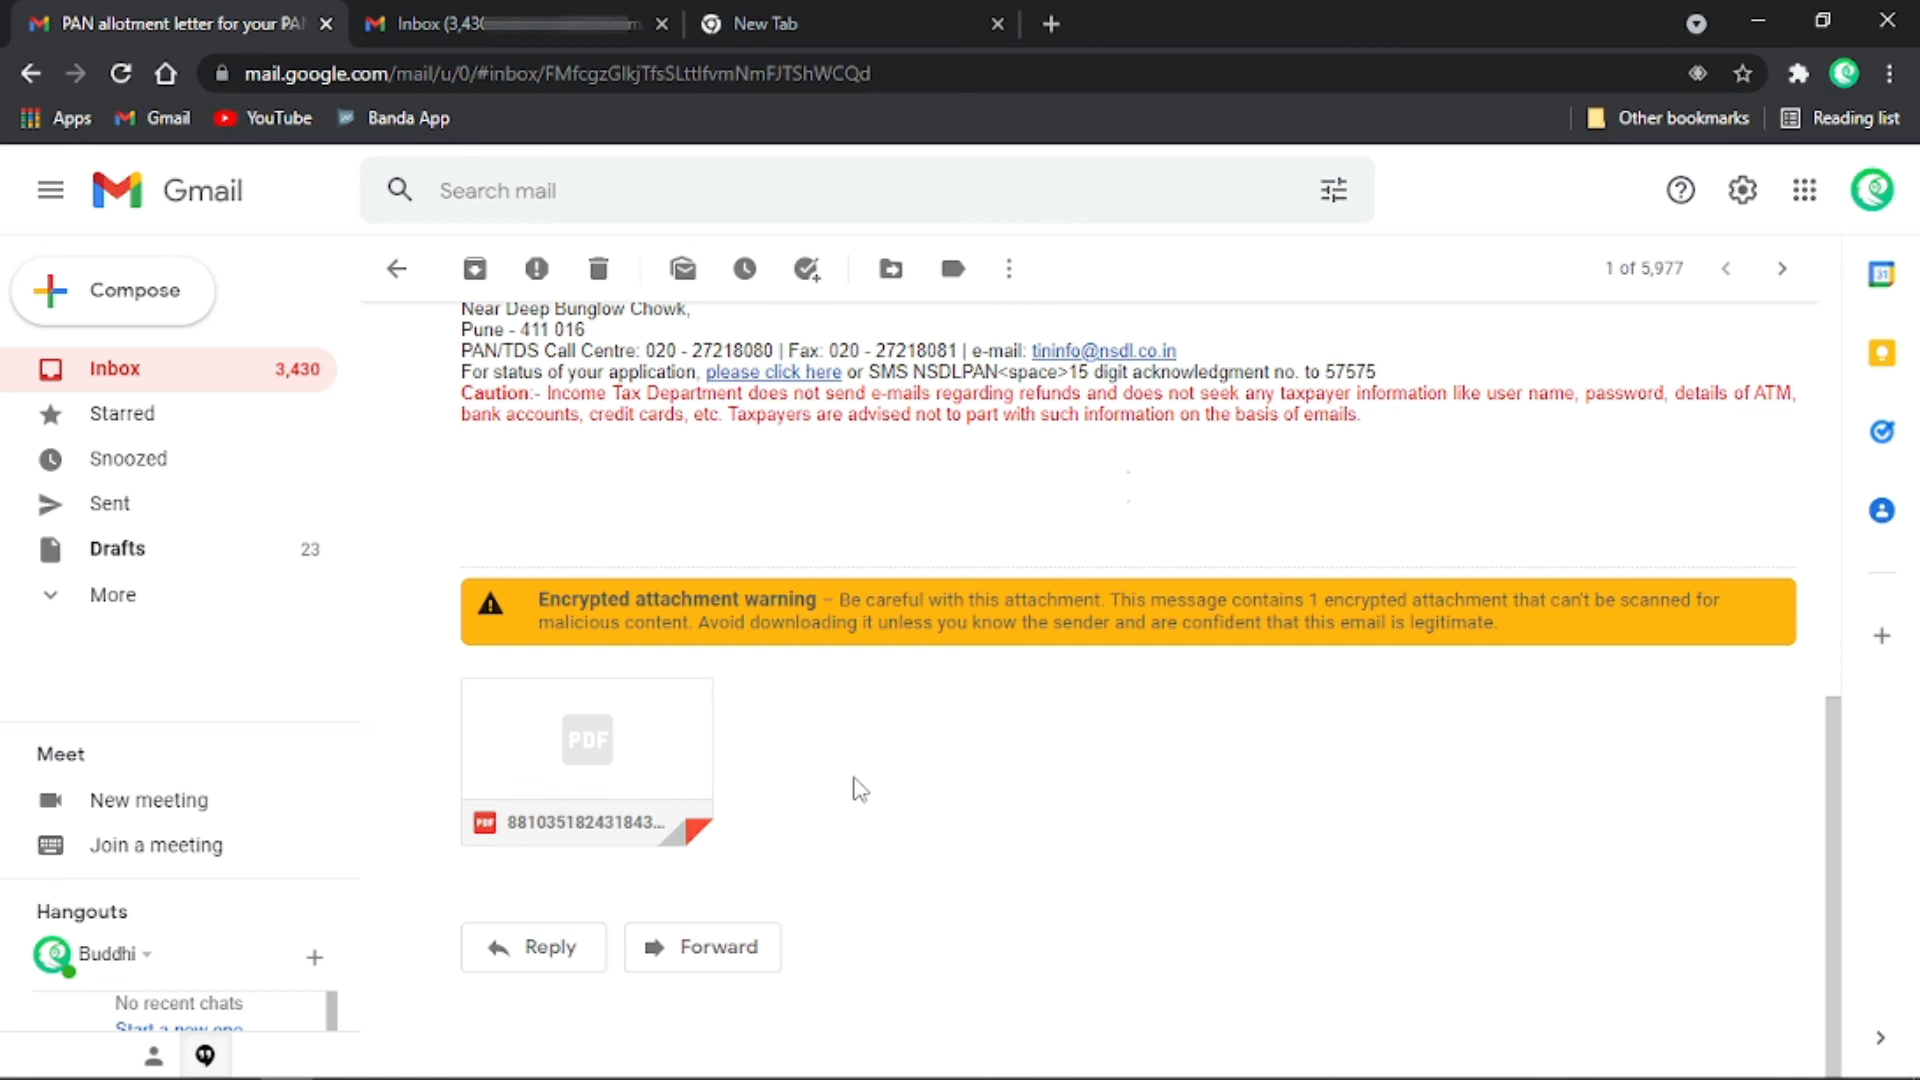 PAN allotment letter for your PAN
Inbox (3,430
New Tab
mail.google.com/mail/u/0/#inbox/FMfcgzGlkjTfsSLttlfvmNmFJTShWCQd
Apps
Gmail
YouTube
Banda App
Other bookmarks
Reading list
Gmail
Search mail
Compose
1 of 5,977
31
Inbox 3,430
Starred
Snoozed
Sent
Drafts 23
More
Near Deep Bunglow Chowk,
Pune - 411 016
PAN/TDS Call Centre: 020 - 27218080 | Fax: 020 - 27218081 | e-mail: tininfo@nsdl.co.in
For status of your application, please click here or SMS NSDLPAN<space>15 digit acknowledgment no. to 57575
Caution:- Income Tax Department does not send e-mails regarding refunds and does not seek any taxpayer information like user name, password, details of ATM,
bank accounts, credit cards, etc. Taxpayers are advised not to part with such information on the basis of emails.
Encrypted attachment warning – Be careful with this attachment. This message contains 1 encrypted attachment that can't be scanned for
malicious content. Avoid downloading it unless you know the sender and are confident that this email is legitimate.
PDF
PDF 881035182431843...
Reply
Forward
Meet
New meeting
Join a meeting
Hangouts
Buddhi
No recent chats
Start a new one